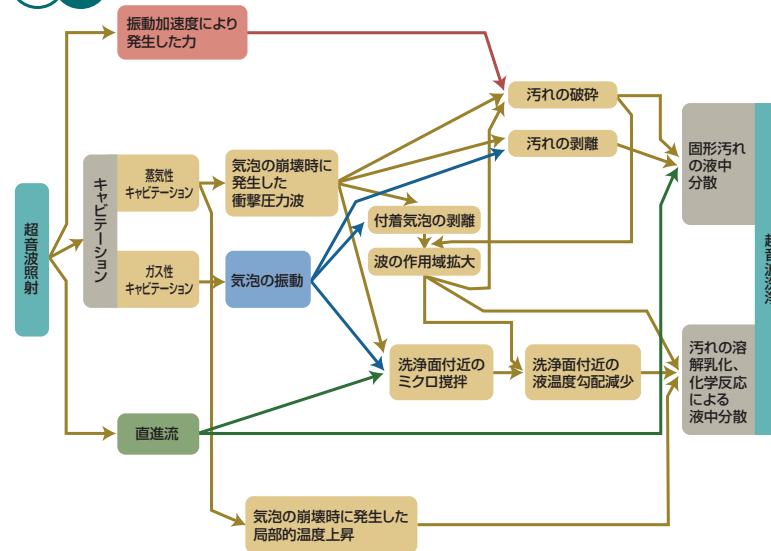 振動加速度により
発生した力
汚れの破砕
汚れの剥離
固形汚れ
の液中
分散
キャビテーション
蒸気性
キャビテーション
気泡の崩壊時に
発生した
衝撃圧力波
付着気泡の剥離
超音波照射
ガス性
キャビテーション
気泡の振動
波の作用域拡大
超音波洗浄
洗浄面付近の
ミクロ撹拌
洗浄面付近の
液温度勾配減少
汚れの溶
解乳化、
化学反応
による
液中分散
直進流
気泡の崩壊時に発生した
局部的温度上昇